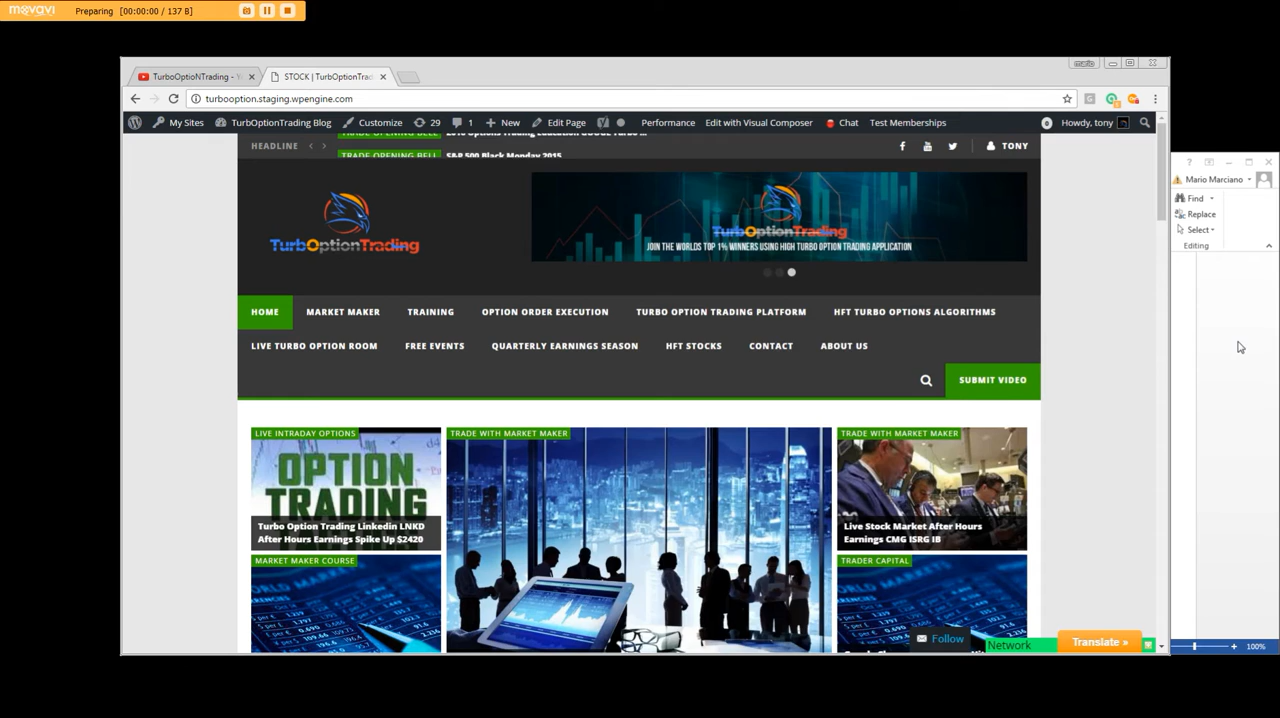 movavi Preparing [00:00:00 / 137 B]
TurboOptioNTrading - Y
STOCK | TurbOptionTrad
mario
turbooption.staging.wpengine.com
My Sites TurbOptionTrading Blog Customize 29 1 New Edit Page Performance Edit with Visual Composer Chat Test Memberships Howdy, tony
HEADLINE
TRADE OPENING BELL
TRADE OPENING BELL S&P 500 Black Monday 2015
TONY
TurbOptionTrading
TurbOptionTrading
JOIN THE WORLDS TOP 1% WINNERS USING HIGH TURBO OPTION TRADING APPLICATION
HOME MARKET MAKER TRAINING OPTION ORDER EXECUTION TURBO OPTION TRADING PLATFORM HFT TURBO OPTIONS ALGORITHMS
LIVE TURBO OPTION ROOM FREE EVENTS QUARTERLY EARNINGS SEASON HFT STOCKS CONTACT ABOUT US
SUBMIT VIDEO
LIVE INTRADAY OPTIONS
OPTION
TRADING
Turbo Option Trading Linkedin LNKD
After Hours Earnings Spike Up $2420
MARKET MAKER COURSE
TRADE WITH MARKET MAKER
TRADE WITH MARKET MAKER
Live Stock Market After Hours
Earnings CMG ISRG IB
TRADER CAPITAL
Follow
Network
Translate »
Mario Marciano
Find
Replace
Select
Editing
100%